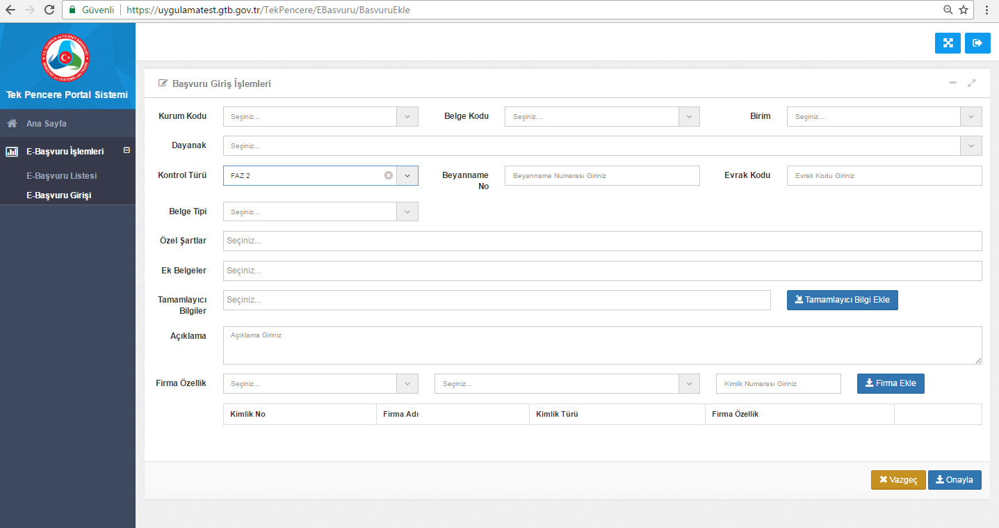 Güvenli
https://uygulamatest.gtb.gov.tr/TekPencere/EBasvuru/BasvuruEkle
Tek Pencere Portal Sistemi
Ana Sayfa
E-Başvuru İşlemleri
E-Başvuru Listesi
E-Başvuru Girişi
Başvuru Giriş İşlemleri
Kurum Kodu Seçiniz... Belge Kodu Seçiniz... Birim Seçiniz...
Dayanak Seçiniz...
Kontrol Türü FAZ 2 Beyanname No Beyanname Numarası Giriniz Evrak Kodu Evrak Kodu Giriniz
Belge Tipi Seçiniz...
Özel Şartlar Seçiniz...
Ek Belgeler Seçiniz...
Tamamlayıcı Bilgiler Seçiniz... Tamamlayıcı Bilgi Ekle
Açıklama Açıklama Giriniz
Firma Özellik Seçiniz... Seçiniz... Kimlik Numarası Giriniz Firma Ekle
Kimlik No Firma Adı Kimlik Türü Firma Özellik
Vazgeç Onayla